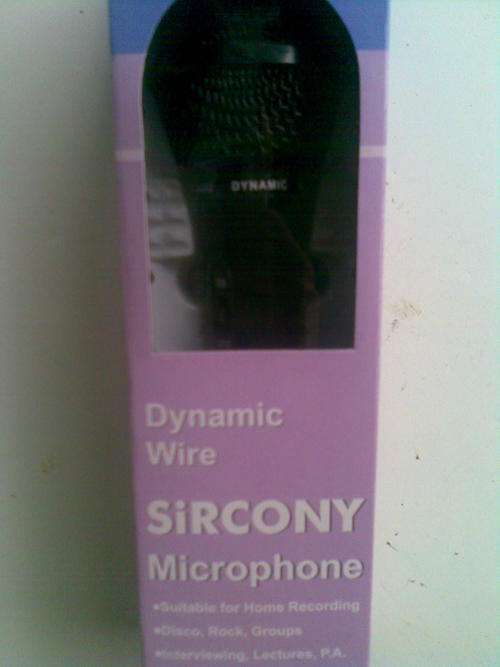 DYNAMIC
Dynamic
Wire
SiRCONY
Microphone
•Suitable for Home Recording
•Disco, Rock, Groups
•Interviewing, Lectures, P.A.